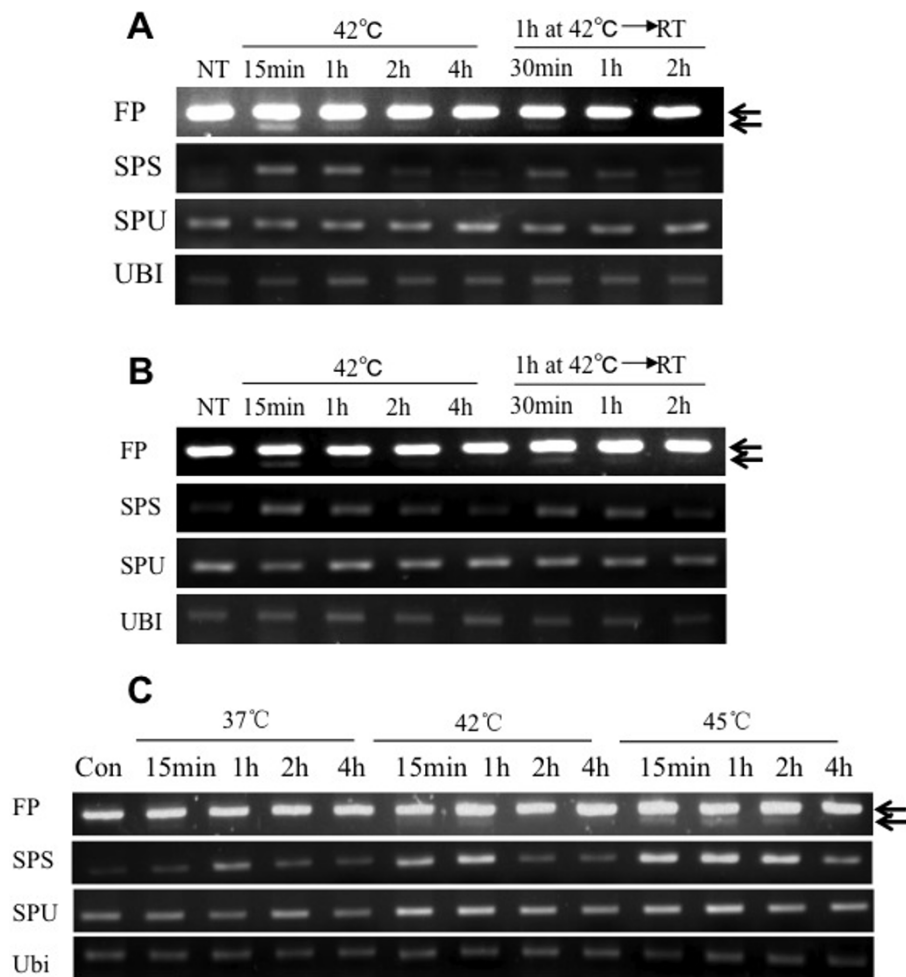 A
42℃
1h at 42℃ → RT
NT 15min 1h 2h 4h 30min 1h 2h
FP
SPS
SPU
UBI
B
42℃
1h at 42℃ → RT
NT 15min 1h 2h 4h 30min 1h 2h
FP
SPS
SPU
UBI
C
37℃ 42℃ 45℃
Con 15min 1h 2h 4h 15min 1h 2h 4h 15min 1h 2h 4h
FP
SPS
SPU
Ubi